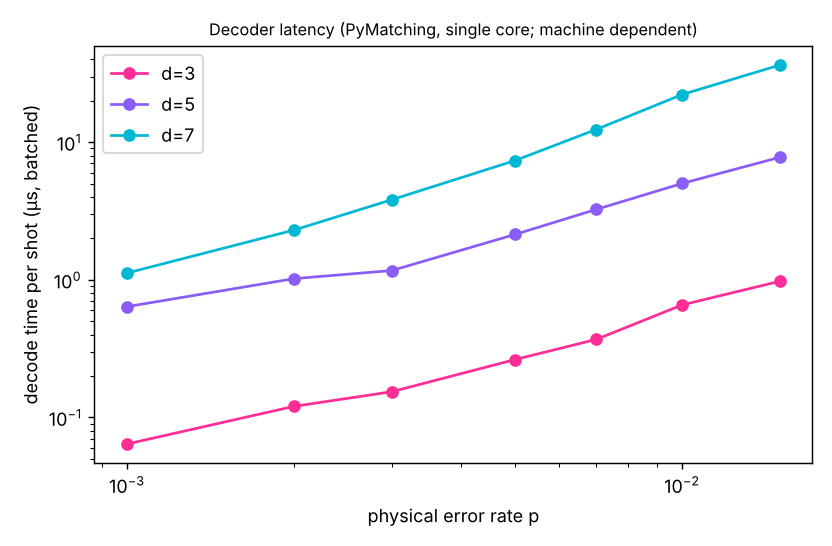 Decoder latency (PyMatching, single core; machine dependent)
d=3
d=5
d=7
decode time per shot (µs, batched)
10¹
10⁰
10⁻¹
10⁻³
10⁻²
physical error rate p